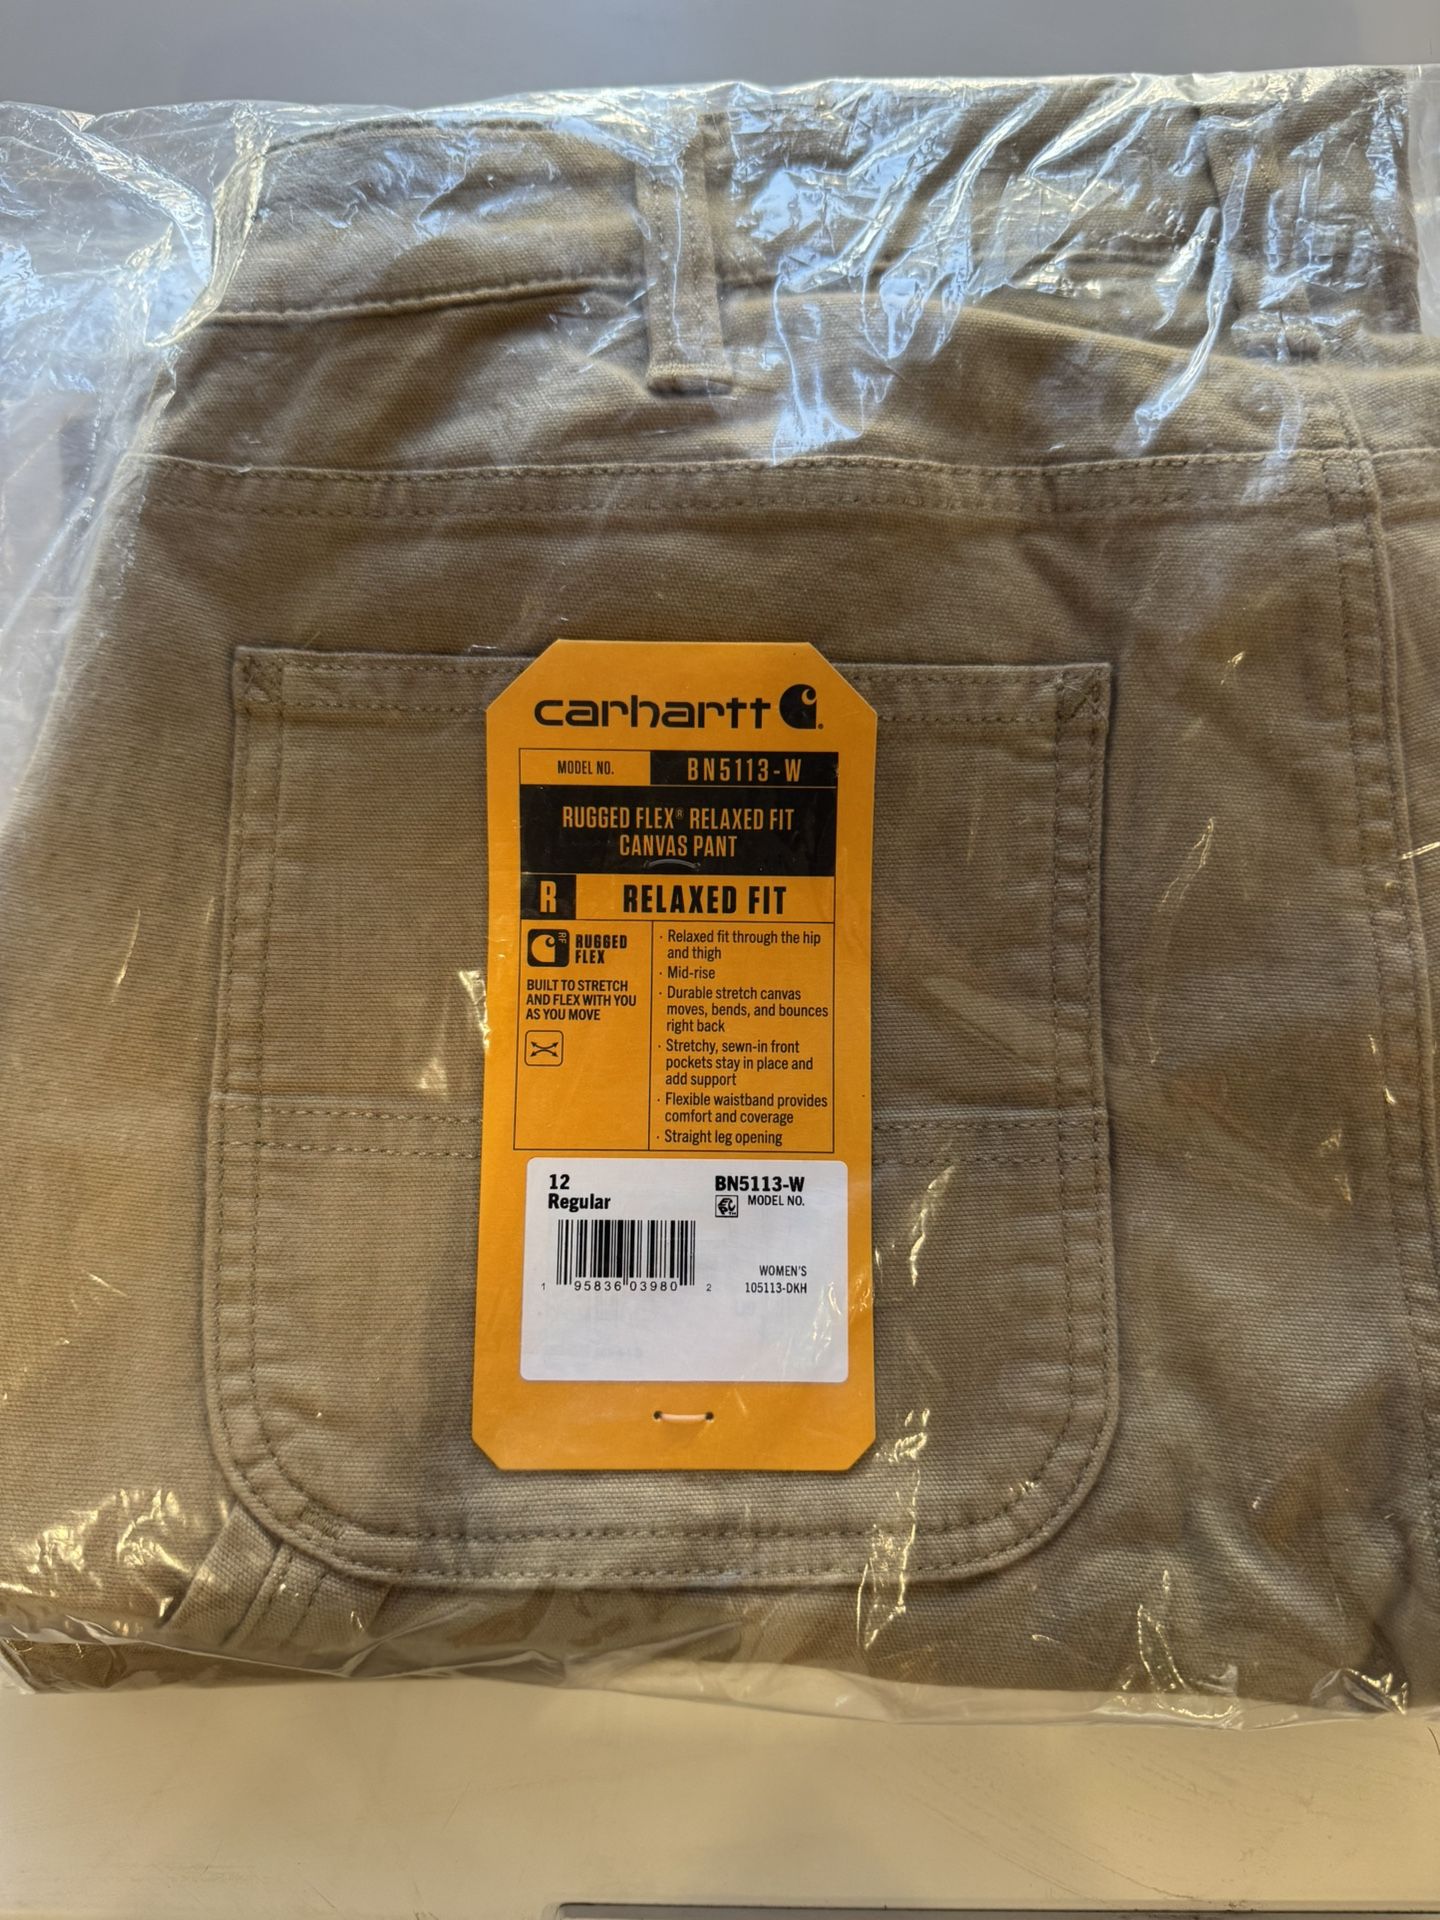 carhartt
MODEL NO. BN5113-W
RUGGED FLEX® RELAXED FIT
CANVAS PANT
R RELAXED FIT
RF
RUGGED
FLEX
BUILT TO STRETCH
AND FLEX WITH YOU
AS YOU MOVE
· Relaxed fit through the hip
and thigh
· Mid-rise
· Durable stretch canvas
moves, bends, and bounces
right back
· Stretchy, sewn-in front
pockets stay in place and
add support
· Flexible waistband provides
comfort and coverage
· Straight leg opening
12
Regular
BN5113-W
MODEL NO.
1 95836 03980 2
WOMEN'S
105113-DKH